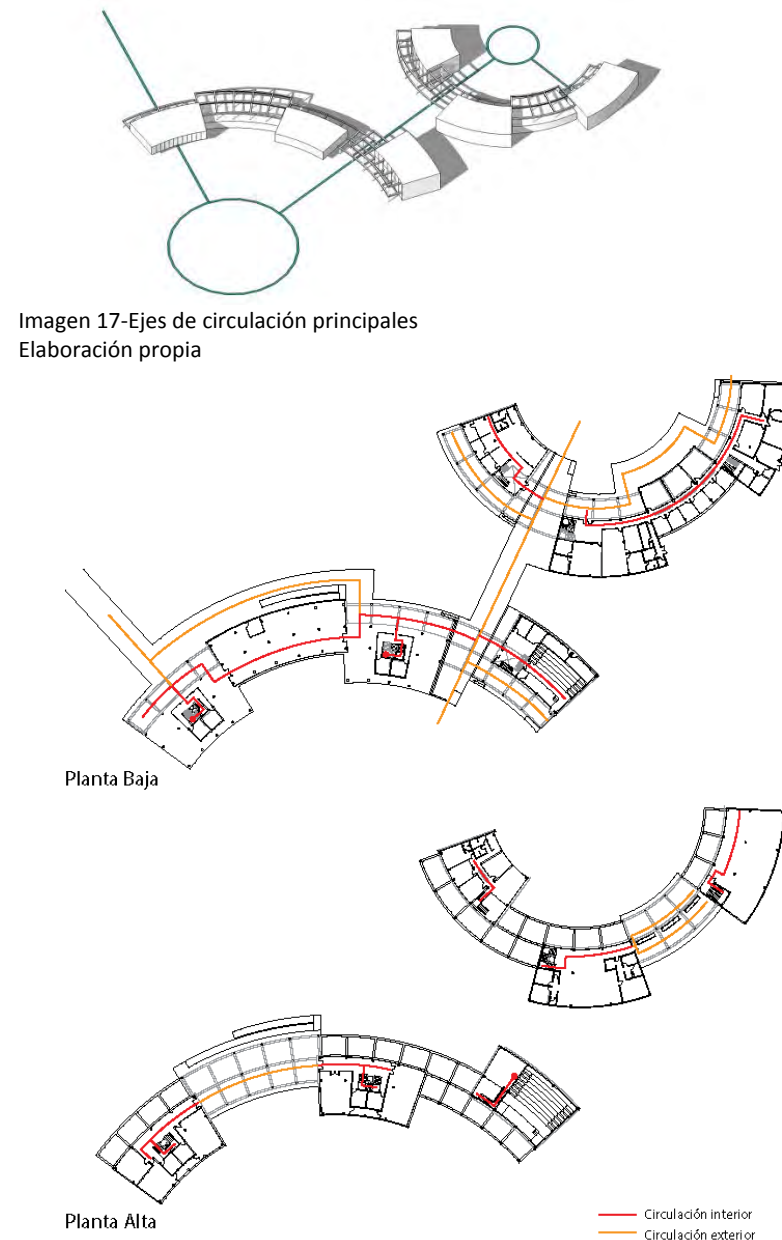 Imagen 17-Ejes de circulación principales
Elaboración propia
Planta Baja
Planta Alta
Circulación interior
Circulación exterior